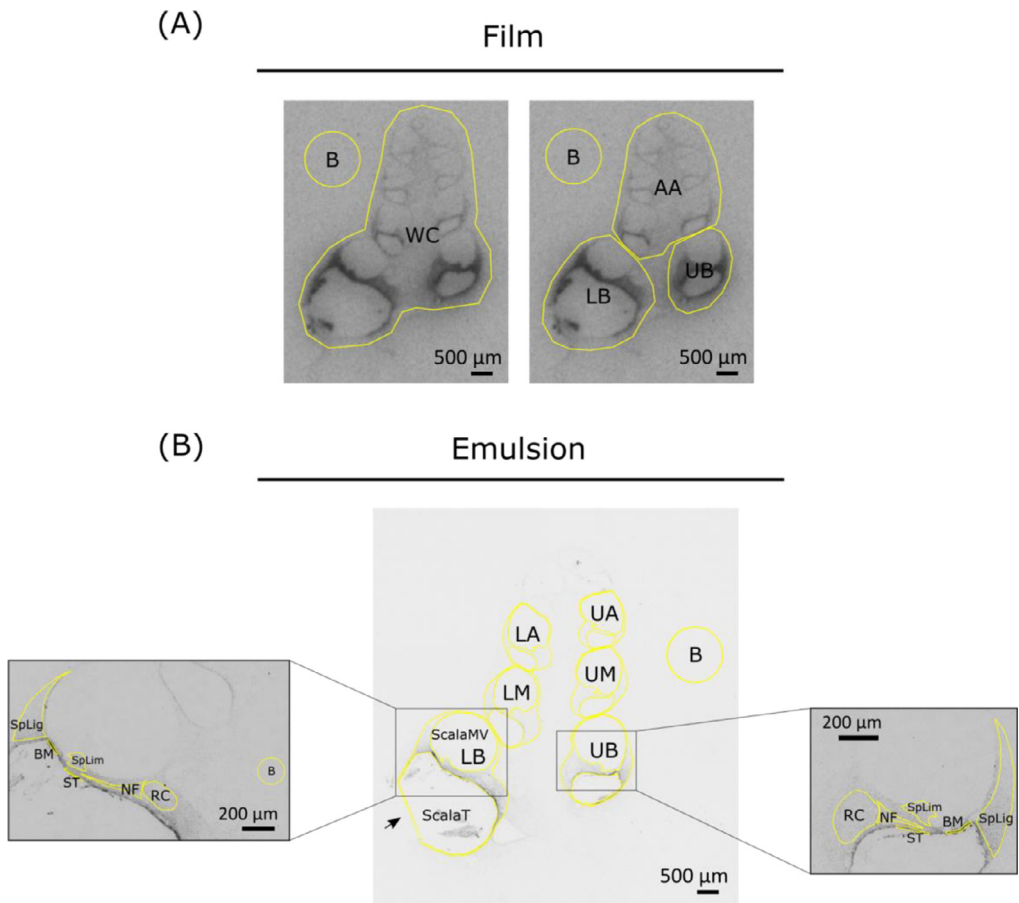 (A)
Film
B
WC
500 µm
B
AA
UB
LB
500 µm
(B)
Emulsion
LA
UA
LM
UM
B
ScalaMV
LB
UB
ScalaT
500 µm
SpLig
BM
SpLim
ST
NF
RC
B
200 µm
200 µm
RC
NF
SpLim
BM
SpLig
ST